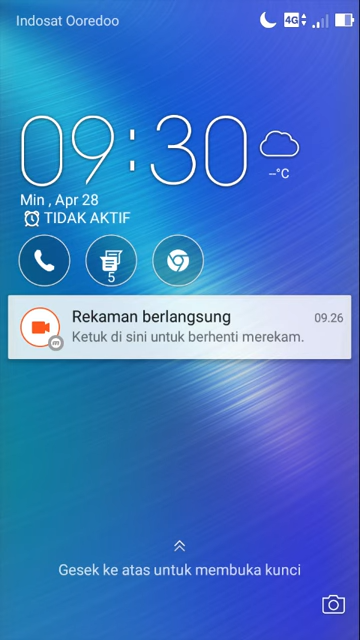 Indosat Ooredoo
4G
09:30
--°C
Min , Apr 28
TIDAK AKTIF
5
Rekaman berlangsung 09.26
Ketuk di sini untuk berhenti merekam.
m
Gesek ke atas untuk membuka kunci